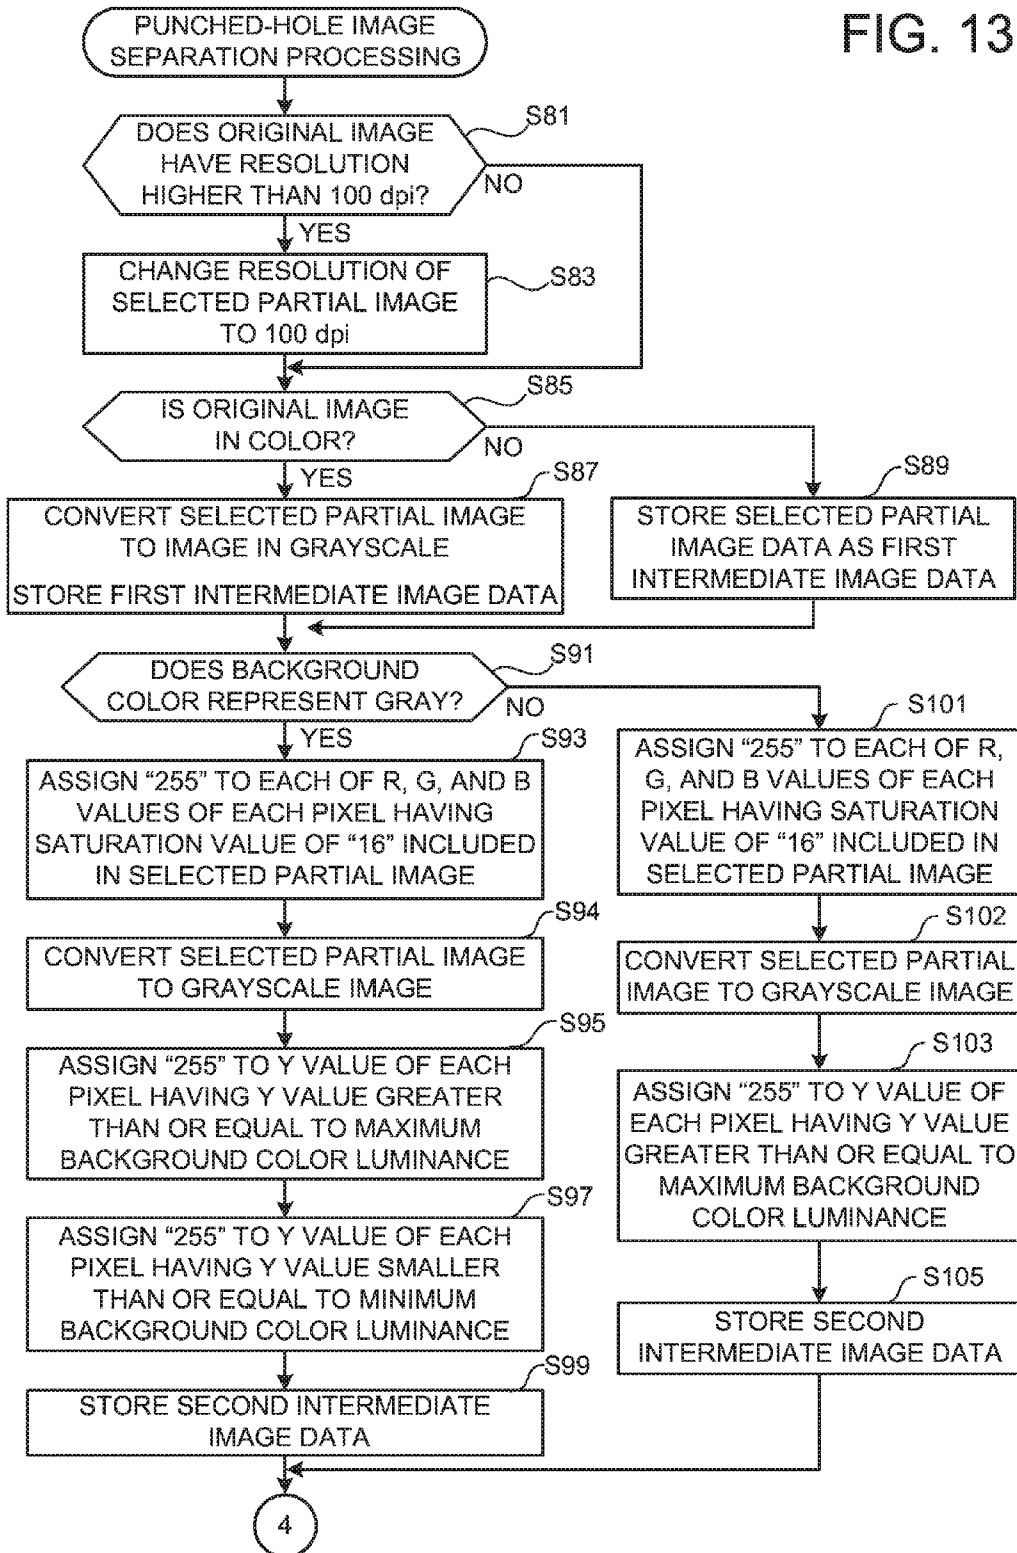 FIG. 13
PUNCHED-HOLE IMAGE
SEPARATION PROCESSING
S81
DOES ORIGINAL IMAGE
HAVE RESOLUTION
HIGHER THAN 100 dpi?
NO
YES
S83
CHANGE RESOLUTION OF
SELECTED PARTIAL IMAGE
TO 100 dpi
S85
IS ORIGINAL IMAGE
IN COLOR?
NO
YES
S87
CONVERT SELECTED PARTIAL IMAGE
TO IMAGE IN GRAYSCALE
STORE FIRST INTERMEDIATE IMAGE DATA
S89
STORE SELECTED PARTIAL
IMAGE DATA AS FIRST
INTERMEDIATE IMAGE DATA
S91
DOES BACKGROUND
COLOR REPRESENT GRAY?
NO
YES
S93
ASSIGN “255” TO EACH OF R, G, AND B
VALUES OF EACH PIXEL HAVING
SATURATION VALUE OF “16” INCLUDED
IN SELECTED PARTIAL IMAGE
S94
CONVERT SELECTED PARTIAL IMAGE
TO GRAYSCALE IMAGE
S95
ASSIGN “255” TO Y VALUE OF EACH
PIXEL HAVING Y VALUE GREATER
THAN OR EQUAL TO MAXIMUM
BACKGROUND COLOR LUMINANCE
S97
ASSIGN “255” TO Y VALUE OF EACH
PIXEL HAVING Y VALUE SMALLER
THAN OR EQUAL TO MINIMUM
BACKGROUND COLOR LUMINANCE
S99
STORE SECOND INTERMEDIATE
IMAGE DATA
S101
ASSIGN “255” TO EACH OF R,
G, AND B VALUES OF EACH
PIXEL HAVING SATURATION
VALUE OF “16” INCLUDED IN
SELECTED PARTIAL IMAGE
S102
CONVERT SELECTED PARTIAL
IMAGE TO GRAYSCALE IMAGE
S103
ASSIGN “255” TO Y VALUE OF
EACH PIXEL HAVING Y VALUE
GREATER THAN OR EQUAL TO
MAXIMUM BACKGROUND
COLOR LUMINANCE
S105
STORE SECOND
INTERMEDIATE IMAGE DATA
4